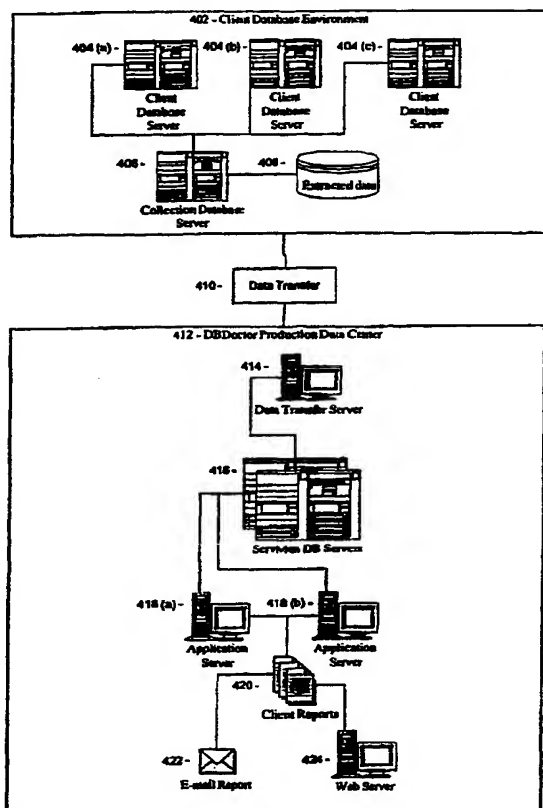 402 - Client Database Environment
404 (a) -
404 (b) -
404 (c) -
Client
Database
Server
Client
Database
Server
Client
Database
Server
406 -
408 -
Extracted data
Collection Database
Server
410 -
Data Transfer
412 - DBDoctor Production Data Center
414 -
Data Transfer Server
416 -
Servivian DB Servers
418 (a) -
418 (b) -
Application
Server
Application
Server
420 -
Client Reports
422 -
424 -
E-mail Report
Web Server